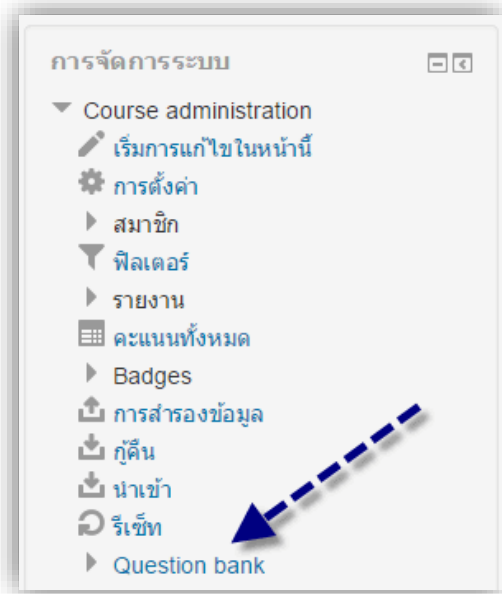 การจัดการระบบ
Course administration
เริ่มการแก้ไขในหน้านี้
การตั้งค่า
สมาชิก
ฟิลเตอร์
รายงาน
คะแนนทั้งหมด
Badges
การสำรองข้อมูล
กู้คืน
นำเข้า
รีเซ็ท
Question bank